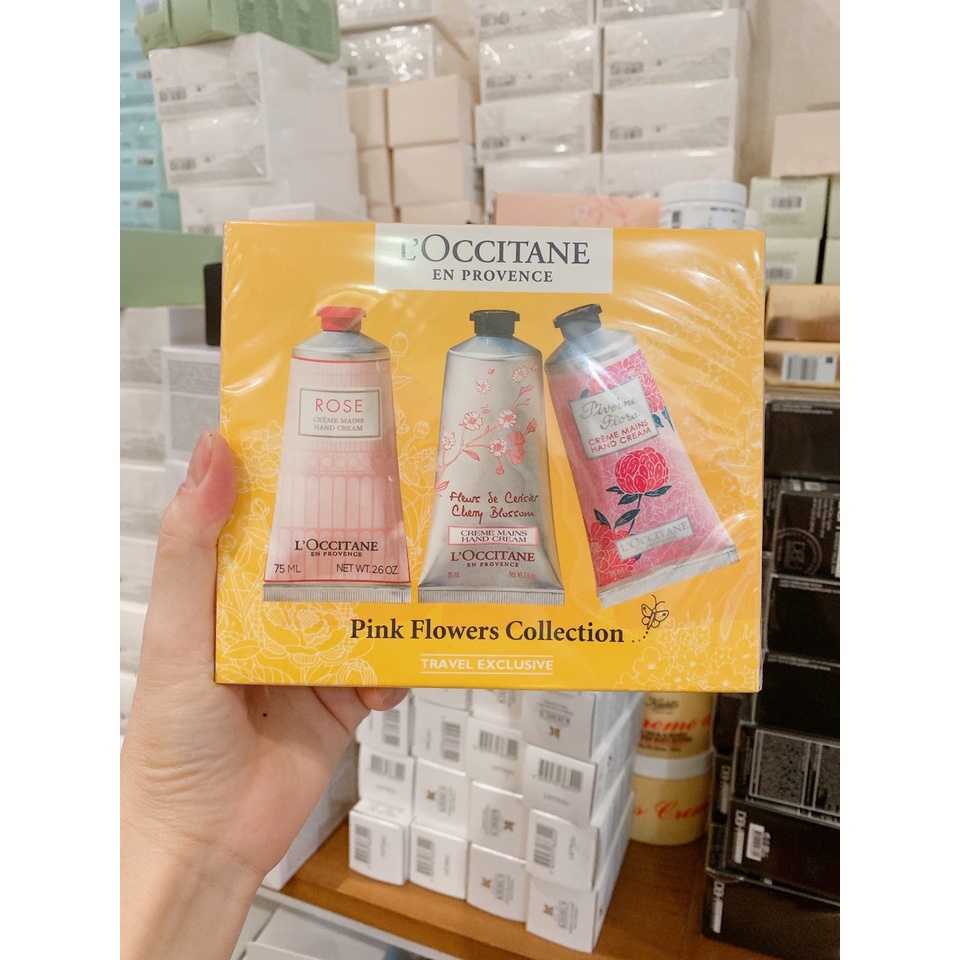 L'OCCITANE
EN PROVENCE
ROSE
CRÈME MAINS
HAND CREAM
L'OCCITANE
EN PROVENCE
75 ML NET WT. 2.6 OZ.
Fleurs De Cerisier
Cherry Blossom
CRÈME MAINS
HAND CREAM
L'OCCITANE
EN PROVENCE
Pivoine
Flora
CRÈME MAINS
HAND CREAM
L'OCCITANE
Pink Flowers Collection
TRAVEL EXCLUSIVE